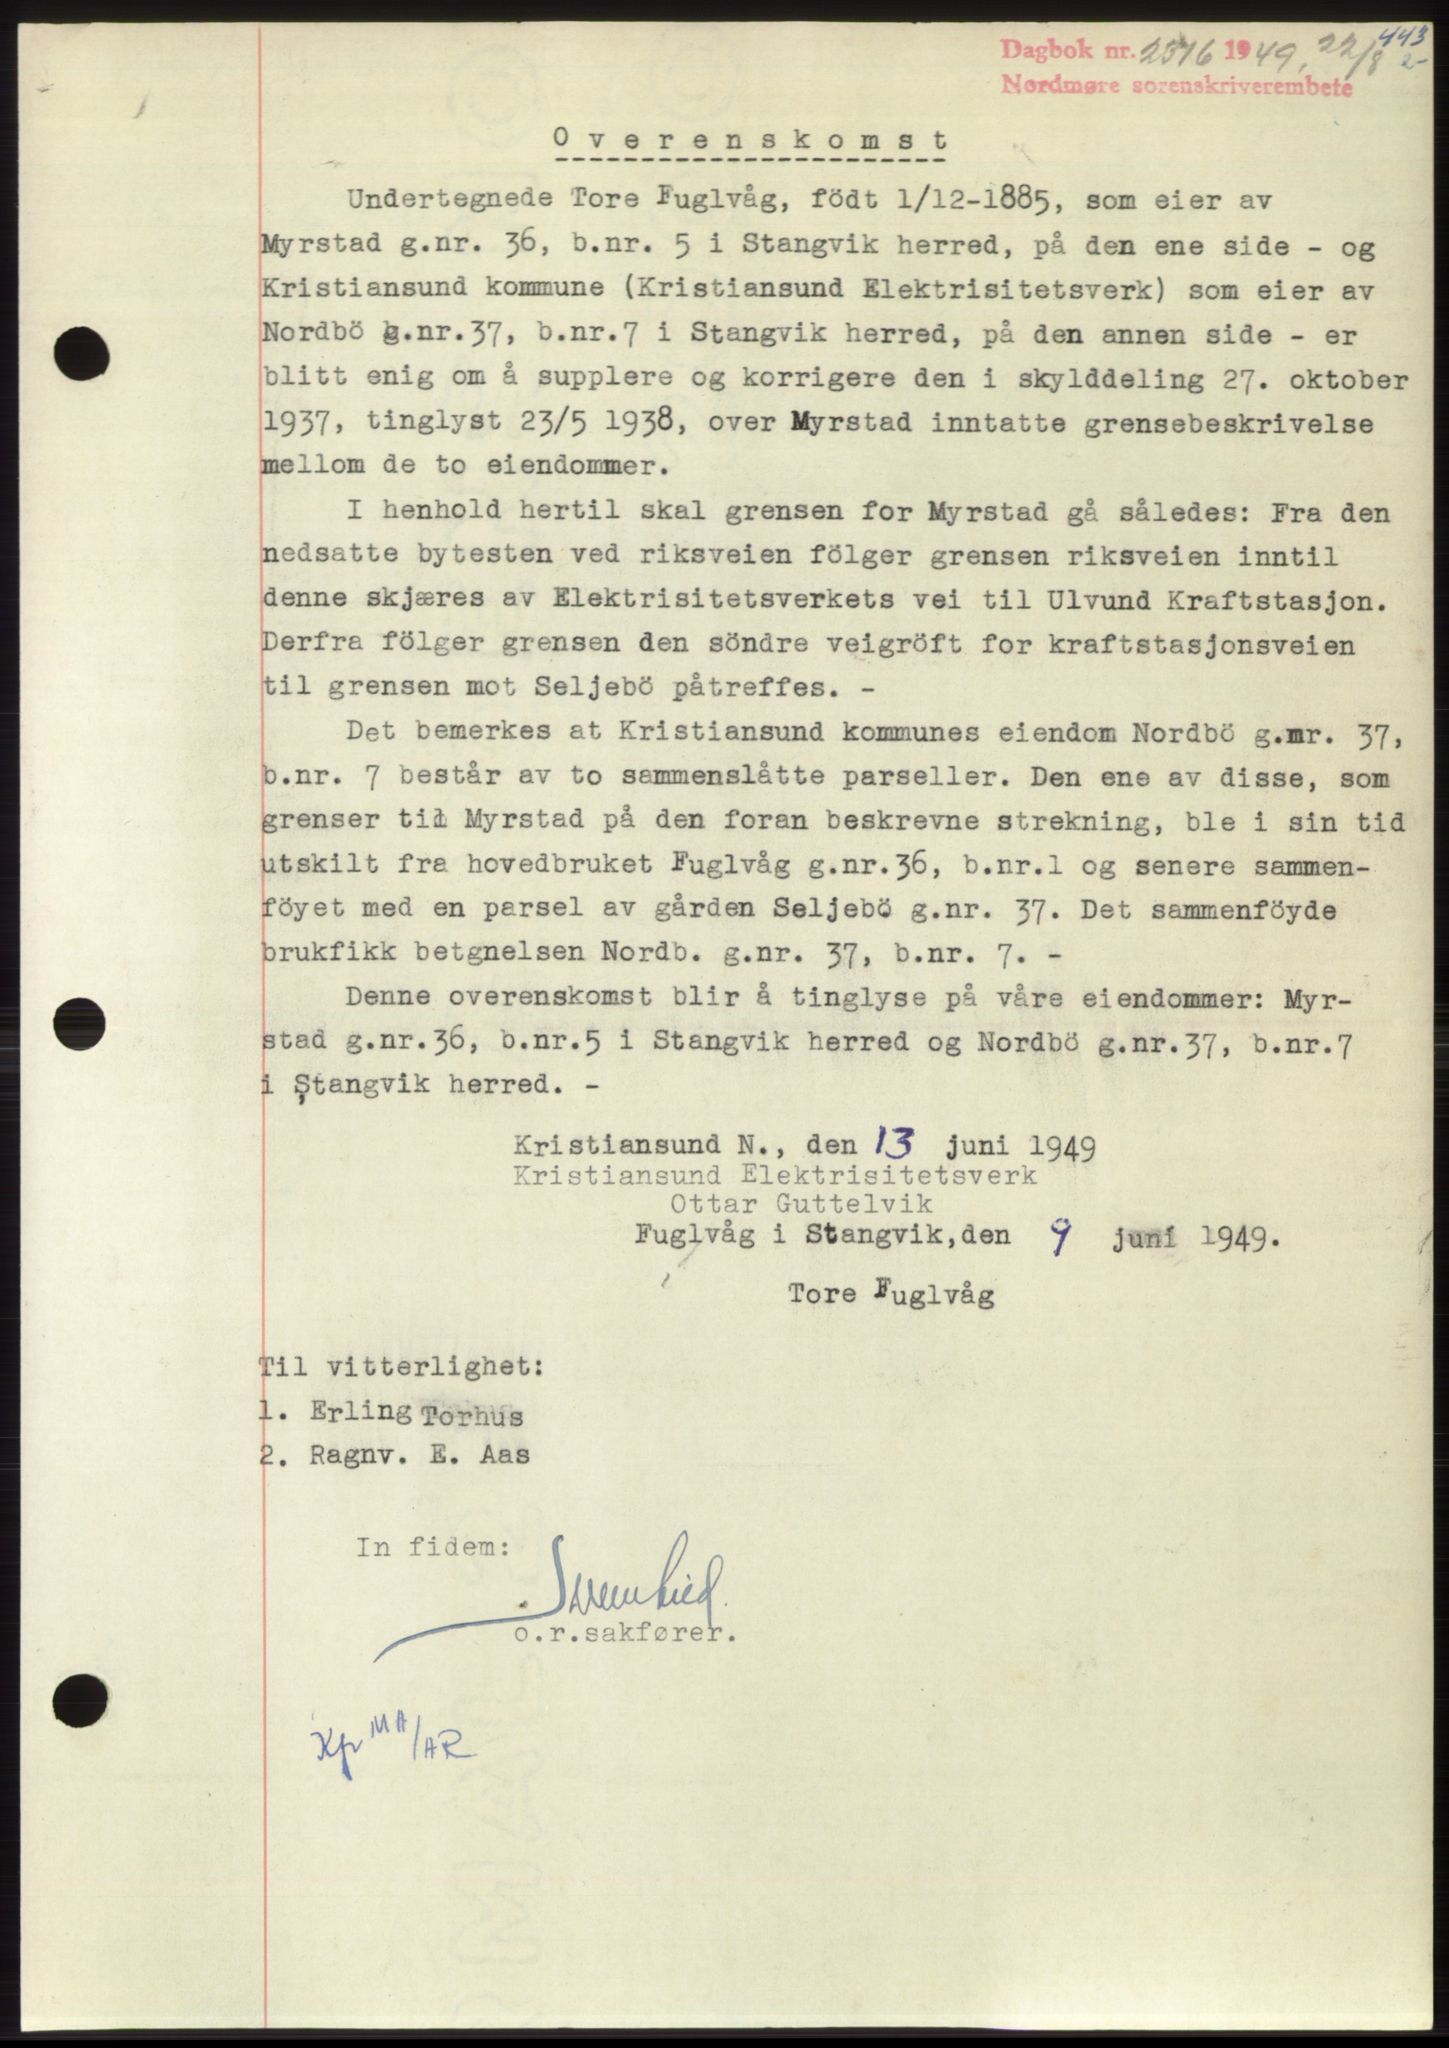 443
Dagbok nr. 2576 1949, 22/8 2-
Nordmøre sorenskriverembete
Overenskomst
Undertegnede Tore Fuglvåg, födt 1/12-1885, som eier av
Myrstad g.nr. 36, b.nr. 5 i Stangvik herred, på den ene side - og
Kristiansund kommune (Kristiansund Elektrisitetsverk) som eier av
Nordbö g.nr.37, b.nr.7 i Stangvik herred, på den annen side - er
blitt enig om å supplere og korrigere den i skylddeling 27. oktober
1937, tinglyst 23/5 1938, over Myrstad inntatte grensebeskrivelse
mellom de to eiendommer.
I henhold hertil skal grensen for Myrstad gå således: Fra den
nedsatte bytesten ved riksveien fölger grensen riksveien inntil
denne skjæres av Elektrisitetsverkets vei til Ulvund Kraftstasjon.
Derfra fölger grensen den söndre veigröft for kraftstasjonsveien
til grensen mot Seljebö påtreffes. -
Det bemerkes at Kristiansund kommunes eiendom Nordbö g.nr. 37,
b.nr. 7 består av to sammenslåtte parseller. Den ene av disse, som
grenser til Myrstad på den foran beskrevne strekning, ble i sin tid
utskilt fra hovedbruket Fuglvåg g.nr.36, b.nr.1 og senere sammen-
föyet med en parsel av gården Seljebö g.nr. 37. Det sammenföyde
brukfikk betgnelsen Nordb. g.nr. 37, b.nr. 7. -
Denne overenskomst blir å tinglyse på våre eiendommer: Myr-
stad g.nr.36, b.nr.5 i Stangvik herred og Nordbö g.nr.37, b.nr.7
i Stangvik herred. -
Kristiansund N., den 13 juni 1949
Kristiansund Elektrisitetsverk
Ottar Guttelvik
Fuglvåg i Stangvik,den 9 juni 1949.
Tore Fuglvåg
Til vitterlighet:
1. Erling Torhus
2. Ragnv. E. Aas
In fidem:
o.r.sakfører.
Kfr MA/AR